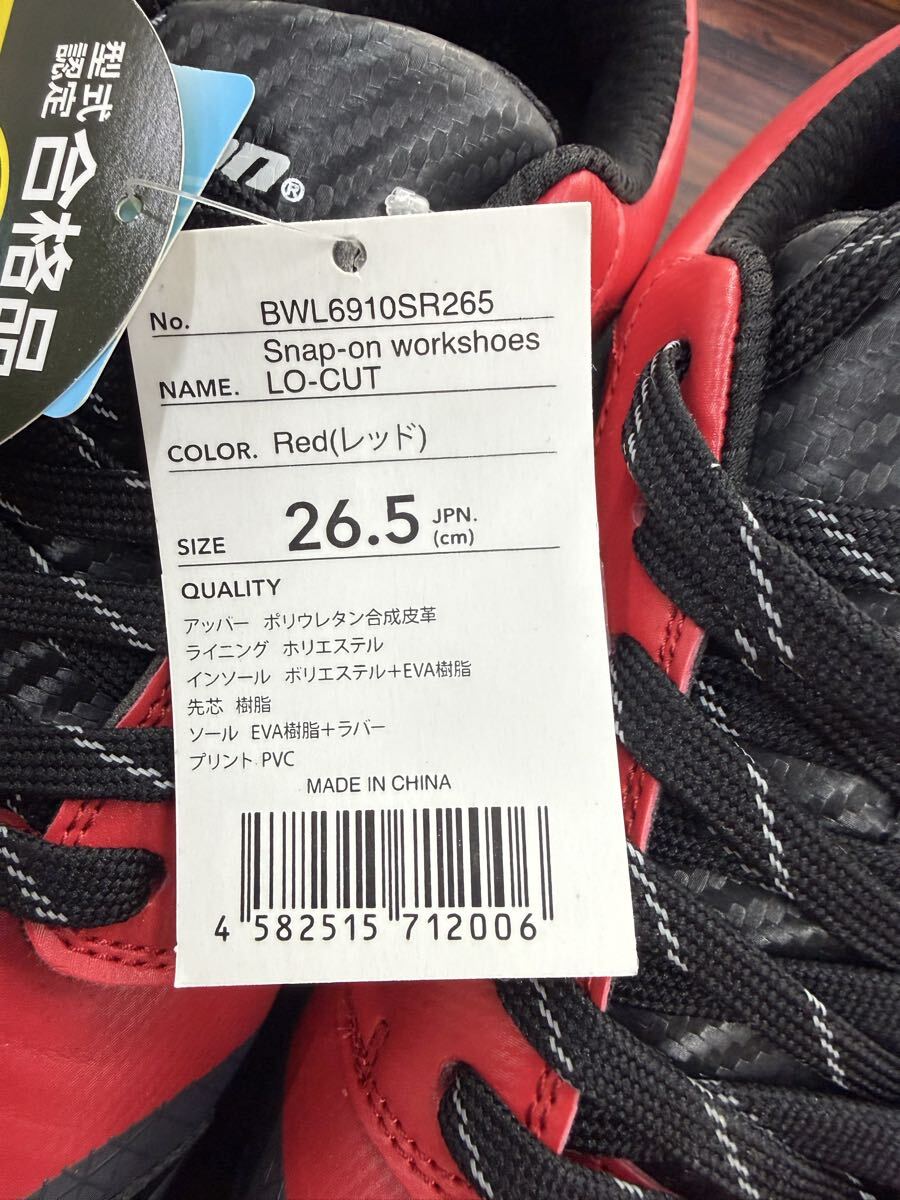 型式
認定
合格品
on®
No. BWL6910SR265
Snap-on workshoes
NAME. LO-CUT
COLOR. Red(レッド)
SIZE 26.5 JPN.
(cm)
QUALITY
アッパー ポリウレタン合成皮革
ライニング ホリエステル
インソール ボリエステル+EVA樹脂
先芯 樹脂
ソール EVA樹脂+ラバー
プリント PVC
MADE IN CHINA
4 582515 712006